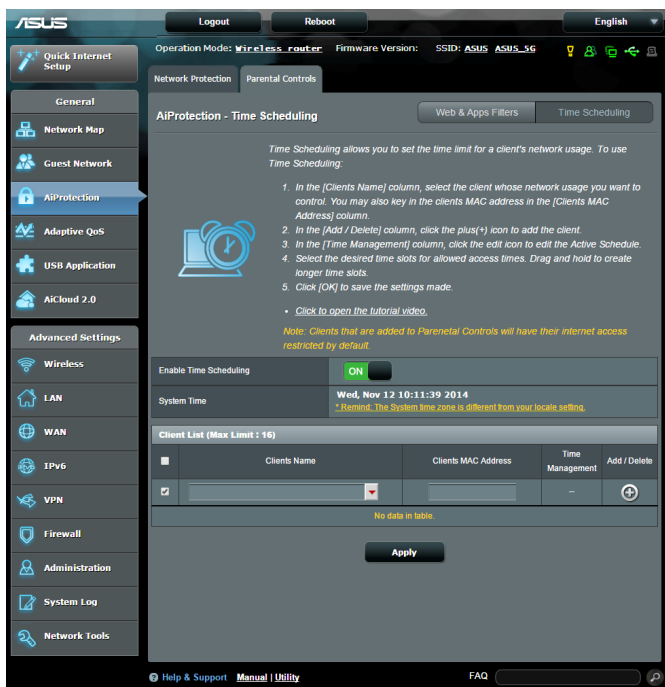 ASUS
Logout
Reboot
English
Quick Internet
Setup
Operation Mode: Wireless router Firmware Version: SSID: ASUS ASUS_5G
Network Protection
Parental Controls
General
Network Map
Guest Network
AiProtection
Adaptive QoS
USB Application
AiCloud 2.0
Advanced Settings
Wireless
LAN
WAN
IPv6
VPN
Firewall
Administration
System Log
Network Tools
AiProtection - Time Scheduling
Web & Apps Filters
Time Scheduling
Time Scheduling allows you to set the time limit for a client's network usage. To use
Time Scheduling:
1. In the [Clients Name] column, select the client whose network usage you want to
control. You may also key in the clients MAC address in the [Clients MAC
Address] column.
2. In the [Add / Delete] column, click the plus(+) icon to add the client.
3. In the [Time Management] column, click the edit icon to edit the Active Schedule.
4. Select the desired time slots for allowed access times. Drag and hold to create
longer time slots.
5. Click [OK] to save the settings made.
• Click to open the tutorial video.
Note: Clients that are added to Parenetal Controls will have their internet access
restricted by default.
Enable Time Scheduling
ON
System Time
Wed, Nov 12 10:11:39 2014
* Remind: The System time zone is different from your locale setting.
Client List (Max Limit : 16)
Clients Name
Clients MAC Address
Time
Management
Add / Delete
–
No data in table.
Apply
Help & Support Manual | Utility
FAQ